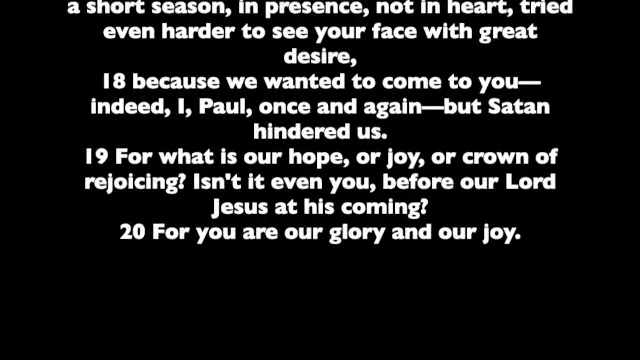 a short season, in presence, not in heart, tried
even harder to see your face with great
desire,
18 because we wanted to come to you—
indeed, I, Paul, once and again—but Satan
hindered us.
19 For what is our hope, or joy, or crown of
rejoicing? Isn't it even you, before our Lord
Jesus at his coming?
20 For you are our glory and our joy.